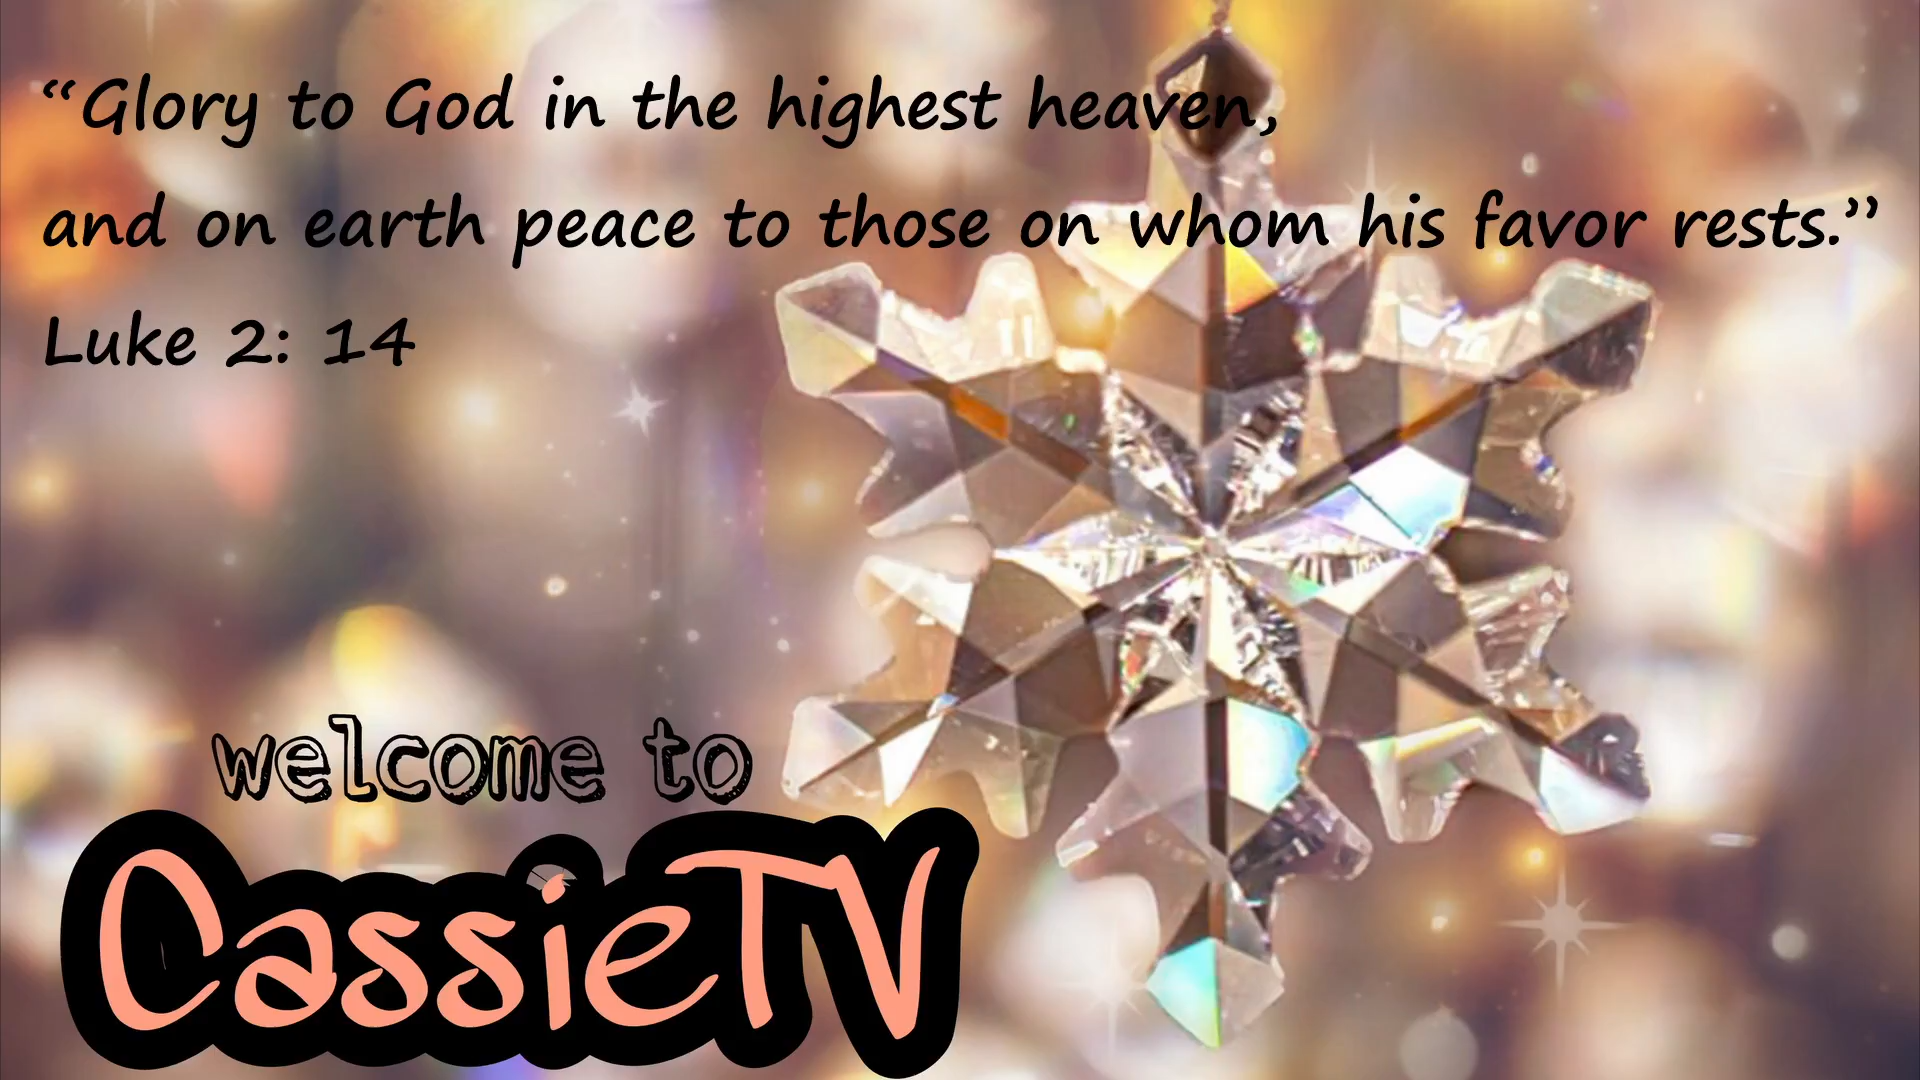 “Glory to God in the highest heaven,
and on earth peace to those on whom his favor rests.”
Luke 2: 14
welcome to
CassieTV